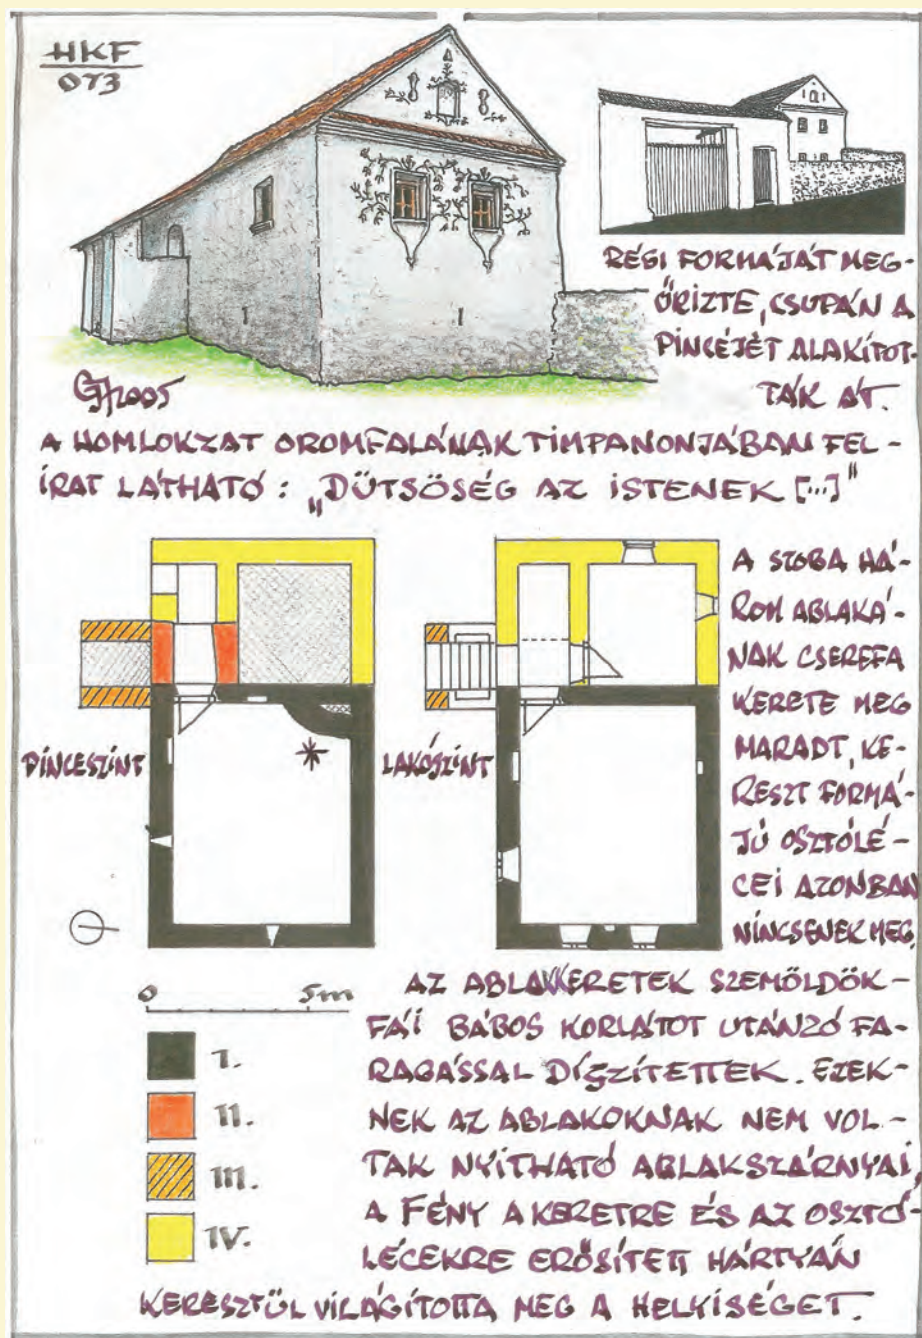 HKF
073
RÉGI FORMÁJÁT MEG-
ŐRIZTE, CSUPÁN A
PINCÉJÉT ALAKÍTOT-
TÁK ÁT.
2005
A HOMLOKZAT OROMFALÁNAK TIMPANONJÁBAN FEL-
IRAT LÁTHATÓ: „DÜTSÖSÉG AZ ISTENEK [...]"
A SZOBA HÁ-
ROM ABLAKÁ-
NAK CSEREFA
KERETE MEG
MARADT, KE-
RESZT FORMÁ-
JÚ OSZTÓLÉ-
CEI AZONBAN
NINCSENEK MEG.
PINCESZINT
LAKÓSZINT
0 5m
I.
II.
III.
IV.
AZ ABLAKKERETEK SZEMÖLDÖK-
FÁI BÁBOS KORLÁTOT UTÁNZÓ FA-
RAGÁSSAL DÍSZÍTETTEK. EZEK-
NEK AZ ABLAKOKNAK NEM VOL-
TAK NYITHATÓ ABLAKSZÁRNYAI,
A FÉNY A KERETRE ÉS AZ OSZTÓ-
LÉCEKRE ERŐSÍTETT HÁRTYÁN
KERESZTÜL VILÁGÍTOTTA MEG A HELYISÉGET.